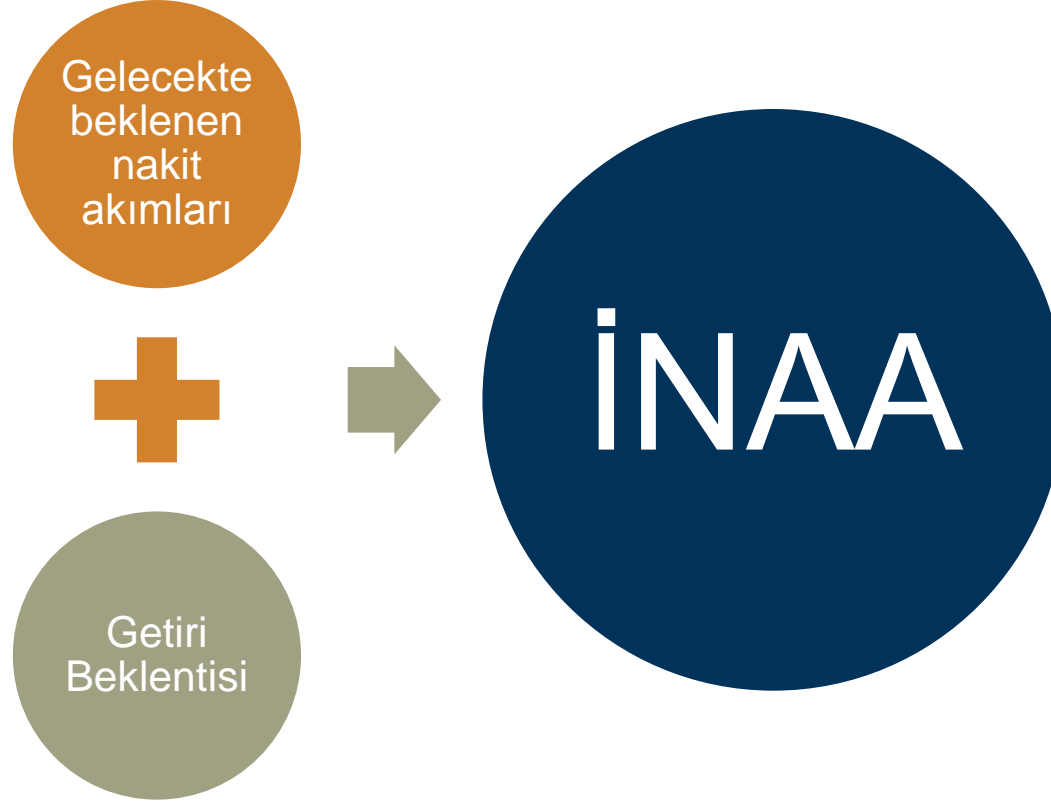 Gelecekte
beklenen
nakit
akımları
Getiri
Beklentisi
İNAA